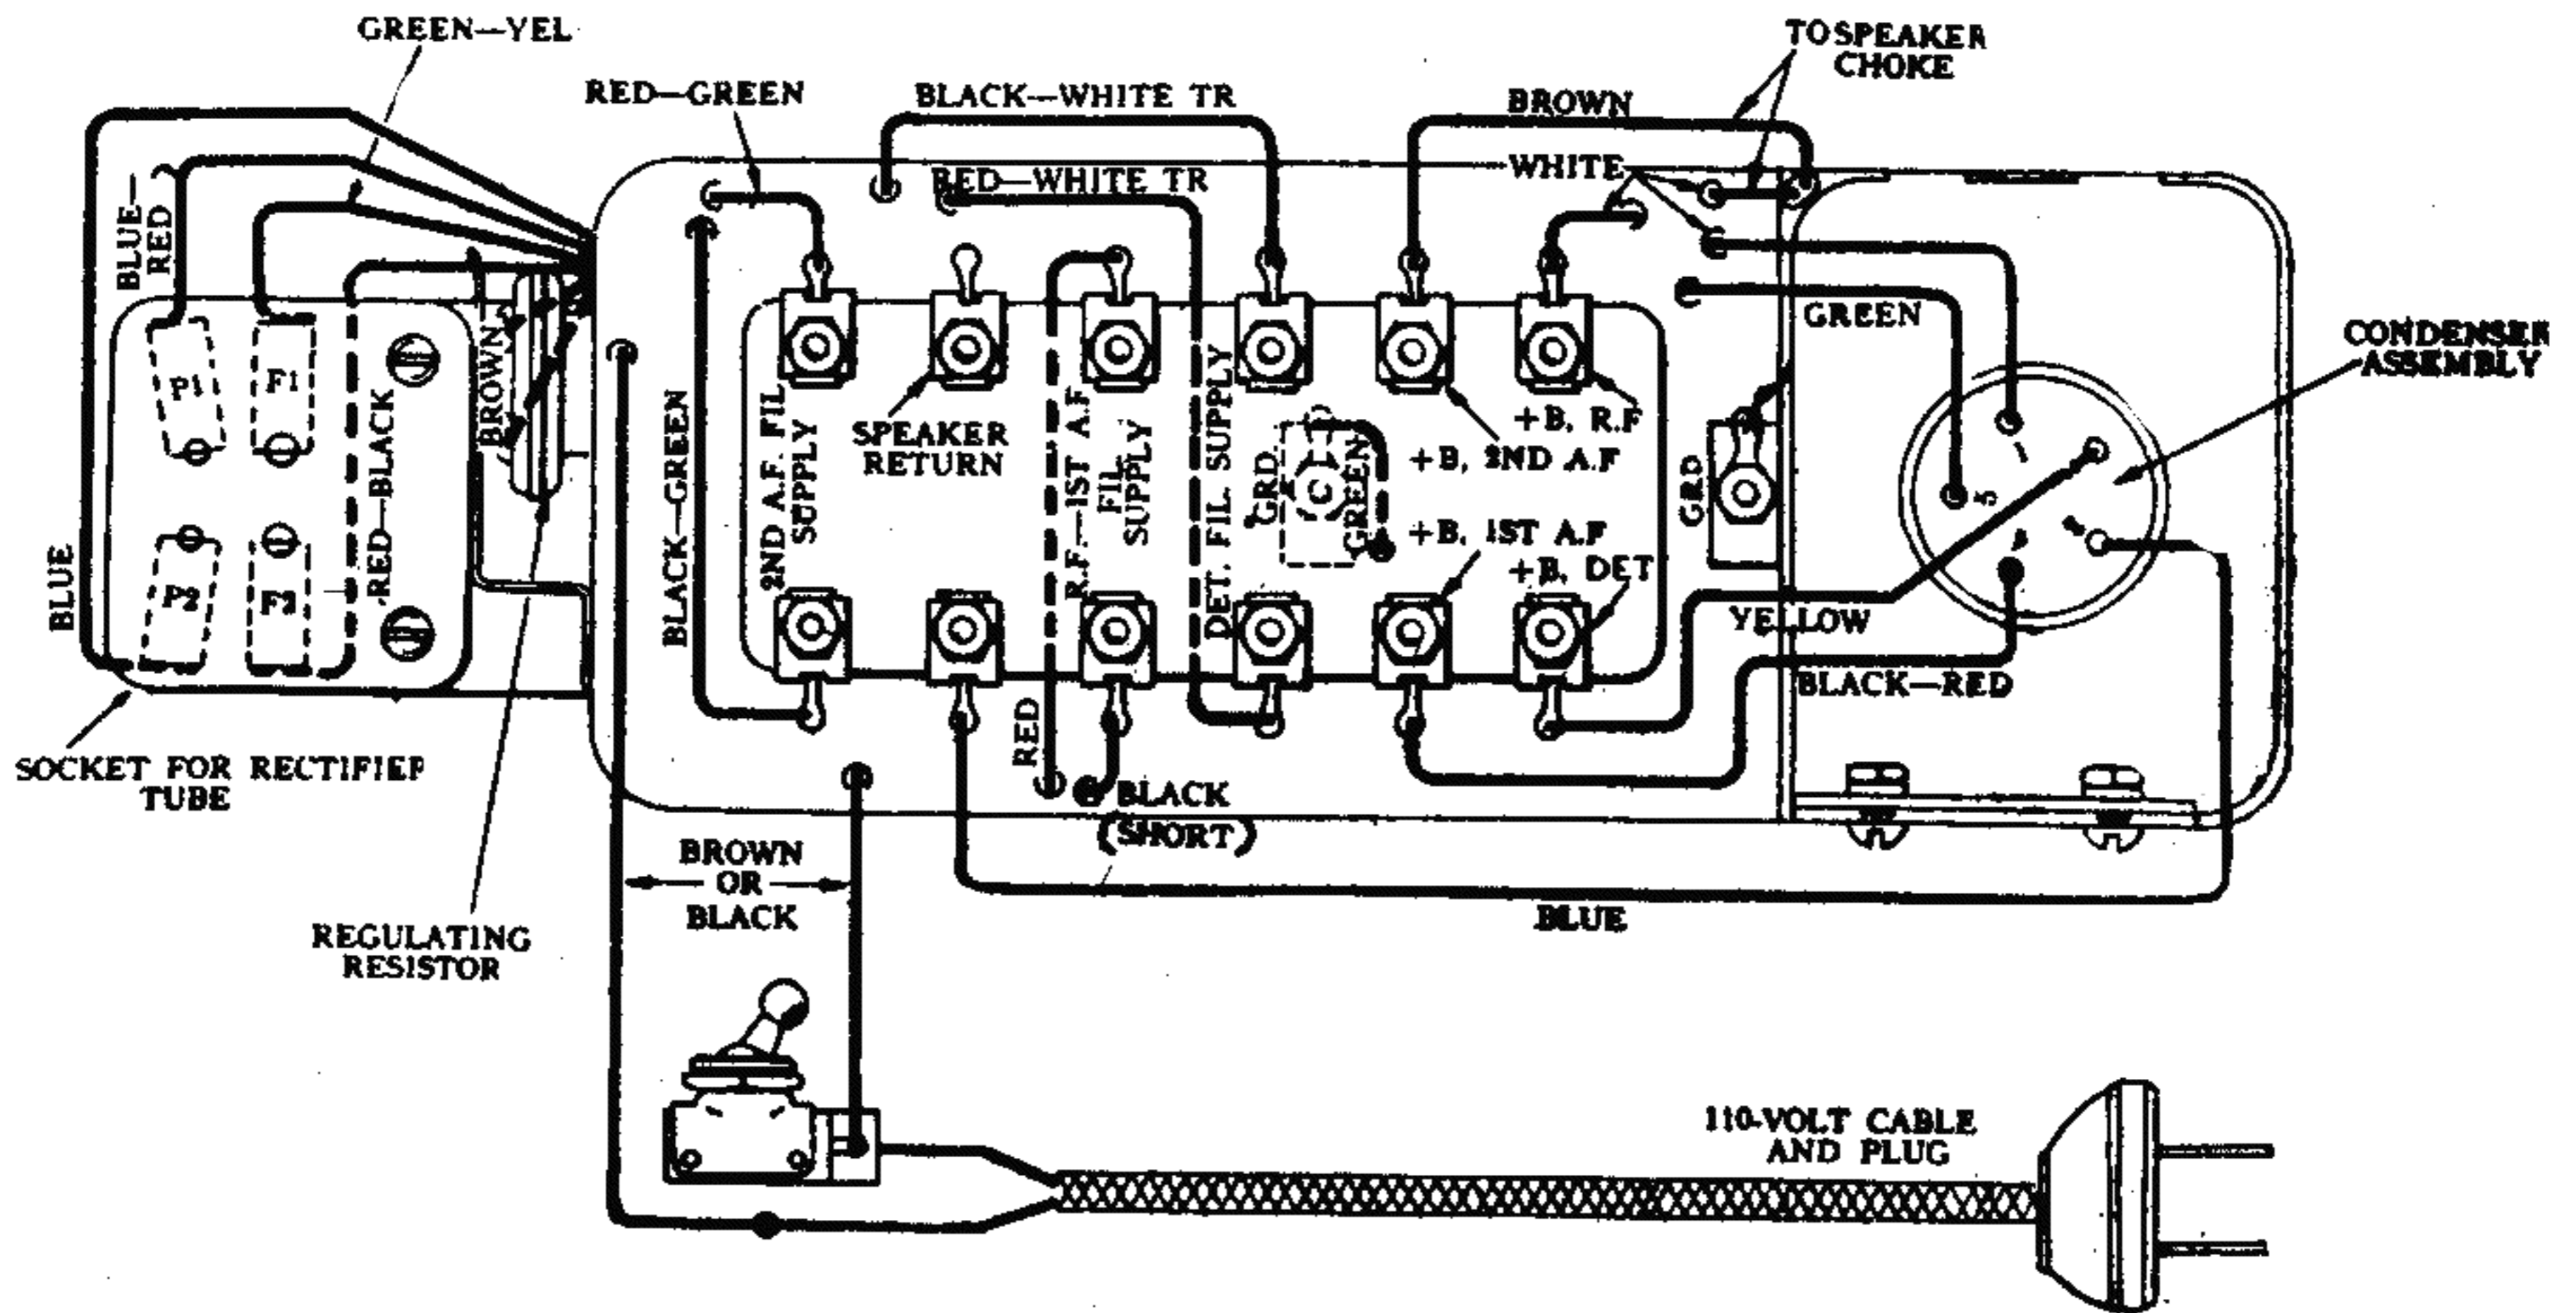 GREEN—YEL
TO SPEAKER
CHOKE
RED—GREEN
BLACK—WHITE TR
BROWN
WHITE
RED—WHITE TR
BLUE—
RED
GREEN
CONDENSER
ASSEMBLY
P1
F1
BROWN
RED—BLACK
BLACK—GREEN
2ND A.F. FIL
SUPPLY
SPEAKER
RETURN
R.F.—1ST A.F
FIL
SUPPLY
DET. FIL. SUPPLY
GRD
C
GREEN
+B, R.F
+B, 2ND A.F
+B, 1ST A.F
+B, DET
GRD
1
5
BLUE
P2
F2
YELLOW
BLACK—RED
RED
BLACK
(SHORT)
SOCKET FOR RECTIFIER
TUBE
BROWN
OR
BLACK
BLUE
REGULATING
RESISTOR
110-VOLT CABLE
AND PLUG